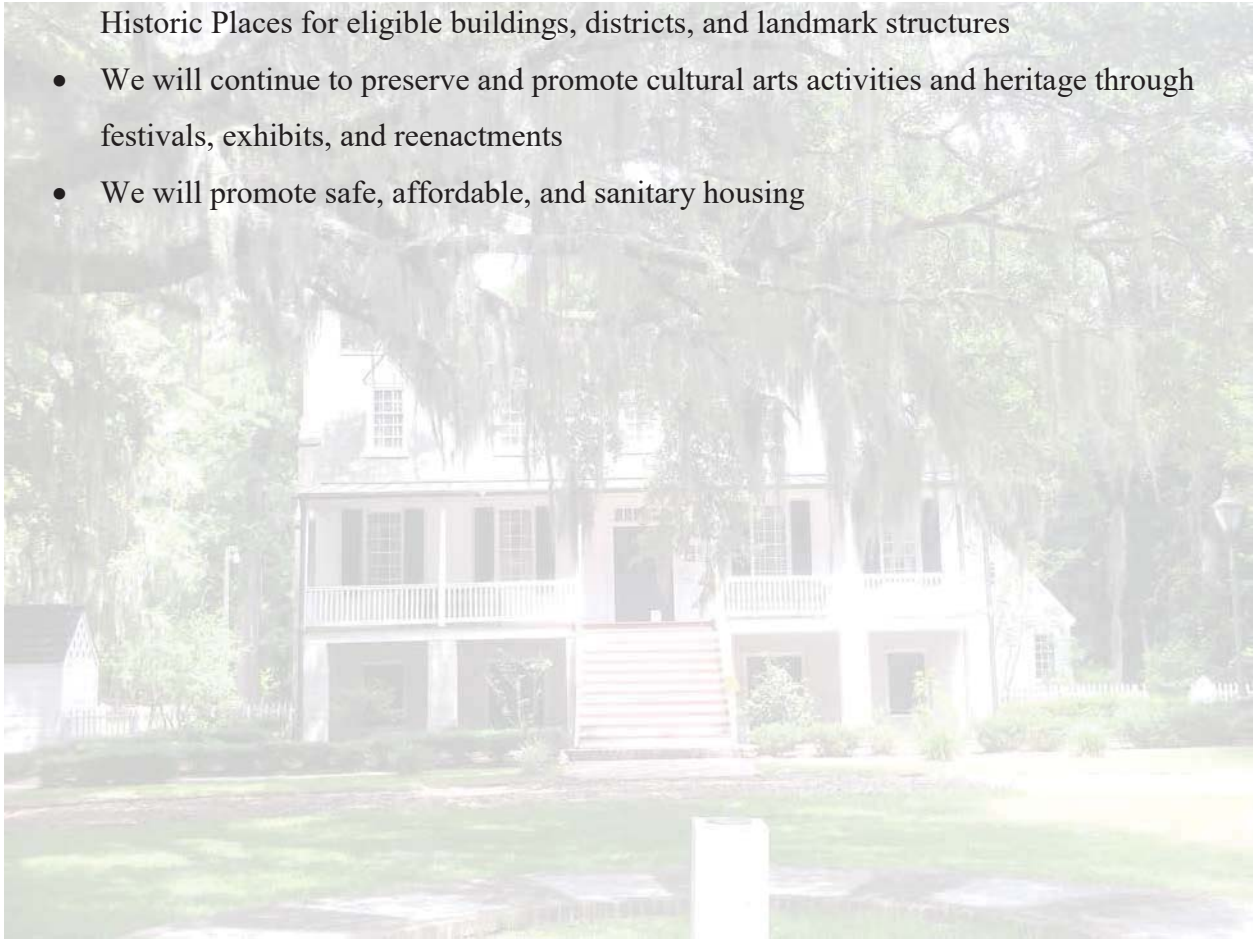 Historic Places for eligible buildings, districts, and landmark structures
• We will continue to preserve and promote cultural arts activities and heritage through
festivals, exhibits, and reenactments
• We will promote safe, affordable, and sanitary housing